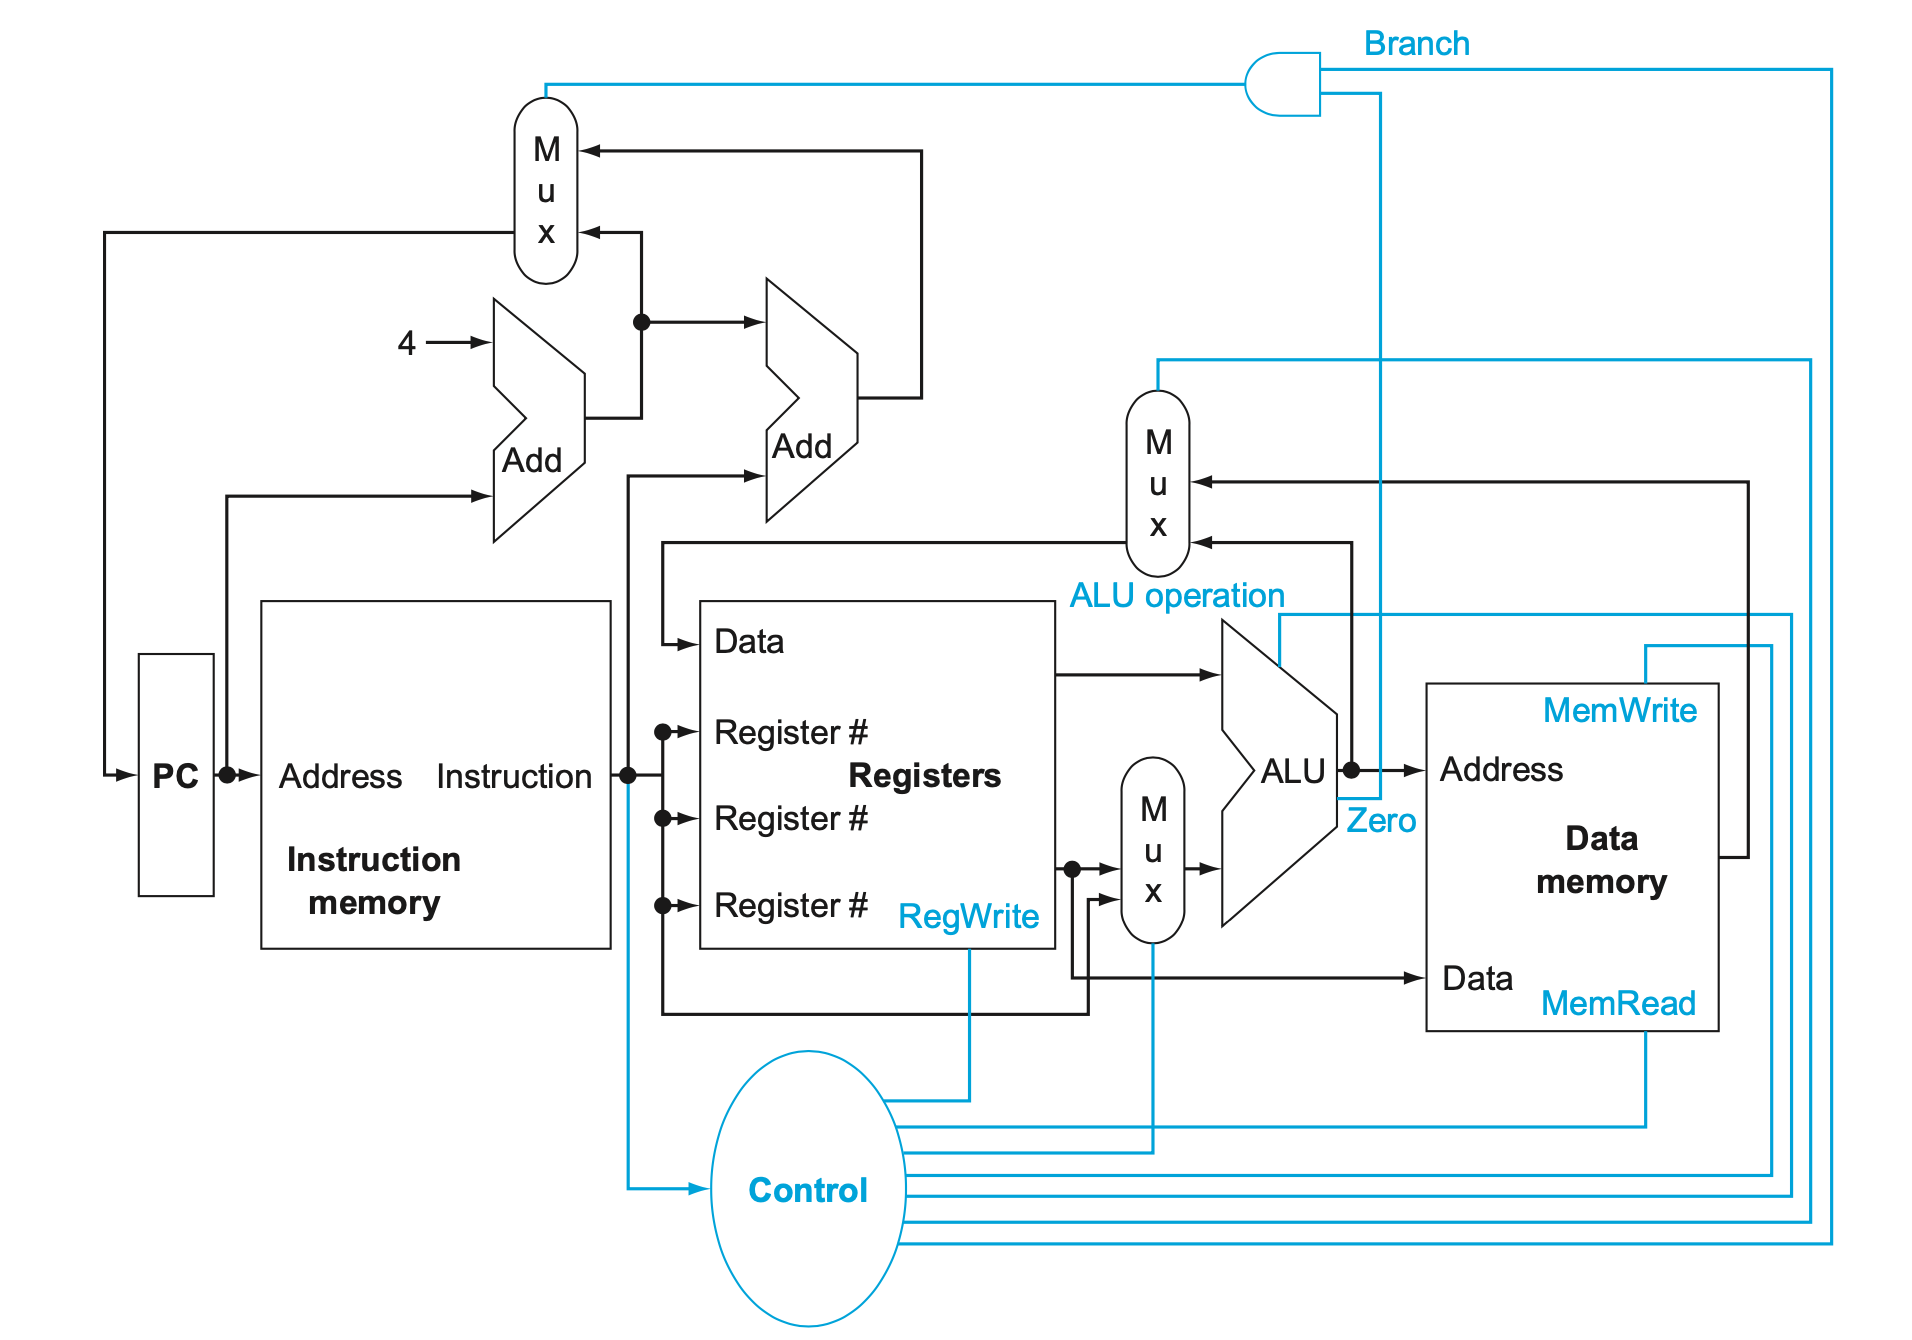 Branch
M
u
x
4
Add
Add
M
u
x
ALU operation
Data
Register #
Registers
Register #
Register #
RegWrite
PC
Address
Instruction
Instruction
memory
M
u
x
ALU
Zero
MemWrite
Address
Data
memory
Data
MemRead
Control